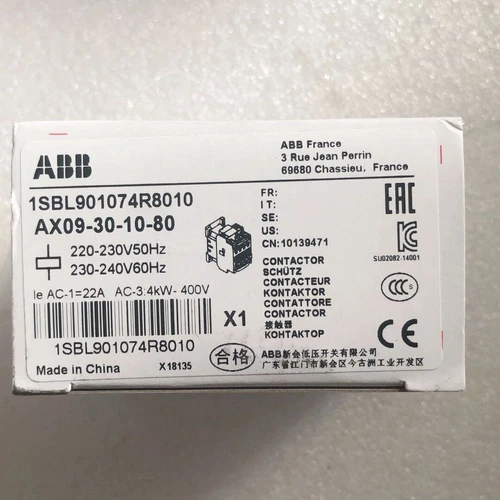 ABB
ABB France
3 Rue Jean Perrin
69680 Chassieu, France
1SBL901074R8010
AX09-30-10-80
220-230V50Hz
230-240V60Hz
Ie AC-1=22A AC-3:4kW- 400V
FR:
IT:
SE:
US:
CN:10139471
CONTACTOR
SCHÜTZ
CONTACTEUR
KONTAKTOR
CONTATTORE
CONTACTOR
接触器
КОНТАКТОР
EAC
SU02082-14001
CCC
S
CE
X1
1SBL901074R8010
Made in China
X18135
合格
ABB新会低压开关有限公司
广东省江门市新会区今古洲工业开发区